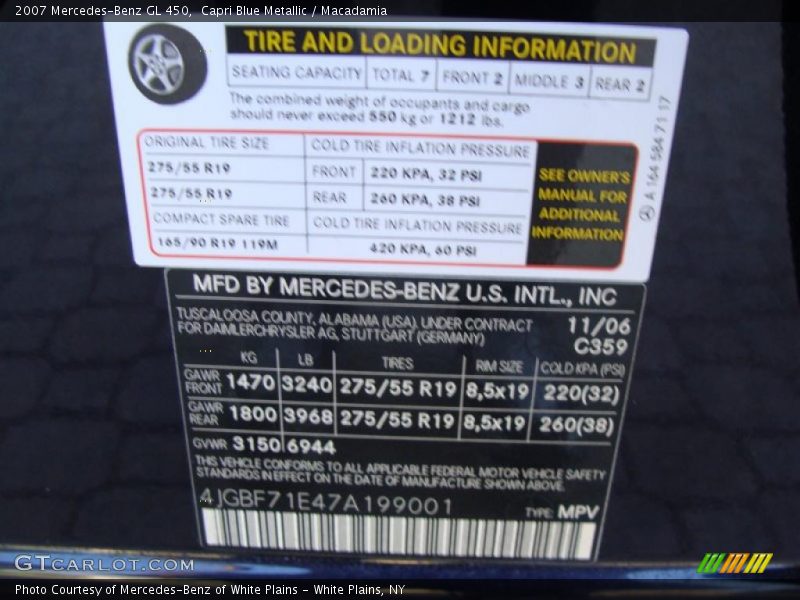 2007 Mercedes-Benz GL 450, Capri Blue Metallic / Macadamia
TIRE AND LOADING INFORMATION
SEATING CAPACITY TOTAL 7 FRONT 2 MIDDLE 3 REAR 2
The combined weight of occupants and cargo
should never exceed 550 kg or 1212 lbs.
ORIGINAL TIRE SIZE COLD TIRE INFLATION PRESSURE
275/55 R19 FRONT 220 KPA, 32 PSI
275/55 R19 REAR 260 KPA, 38 PSI
COMPACT SPARE TIRE COLD TIRE INFLATION PRESSURE
165/90 R19 119M 420 KPA, 60 PSI
SEE OWNER'S
MANUAL FOR
ADDITIONAL
INFORMATION
A 164 584 71 17
MFD BY MERCEDES-BENZ U.S. INTL., INC
TUSCALOOSA COUNTY, ALABAMA (USA), UNDER CONTRACT
FOR DAIMLERCHRYSLER AG, STUTTGART (GERMANY)
11/06
C359
KG LB TIRES RIM SIZE COLD KPA (PSI)
GAWR FRONT 1470 3240 275/55 R19 8,5x19 220(32)
GAWR REAR 1800 3968 275/55 R19 8,5x19 260(38)
GVWR 3150 6944
THIS VEHICLE CONFORMS TO ALL APPLICABLE FEDERAL MOTOR VEHICLE SAFETY
STANDARDS IN EFFECT ON THE DATE OF MANUFACTURE SHOWN ABOVE.
4JGBF71E47A199001
TYPE: MPV
GTCARLOT.COM
Photo Courtesy of Mercedes-Benz of White Plains - White Plains, NY